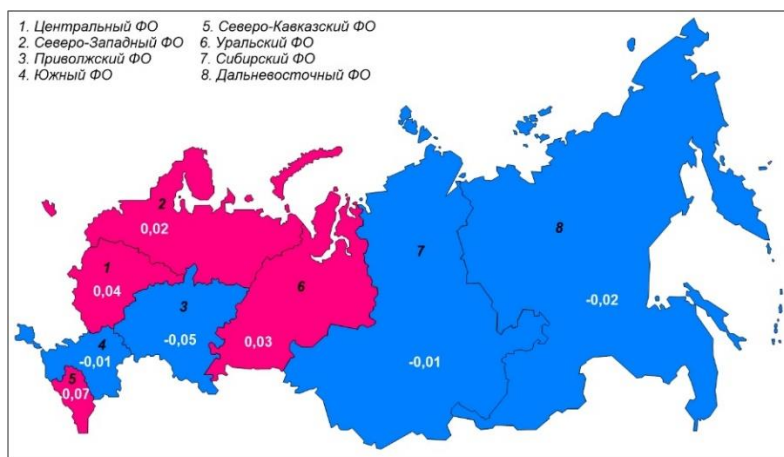 1. Центральный ФО
2. Северо-Западный ФО
3. Приволжский ФО
4. Южный ФО
5. Северо-Кавказский ФО
6. Уральский ФО
7. Сибирский ФО
8. Дальневосточный ФО
2
0,02
1
0,04
3
-0,05
4
-0,01
5
0,07
6
0,03
7
-0,01
8
-0,02